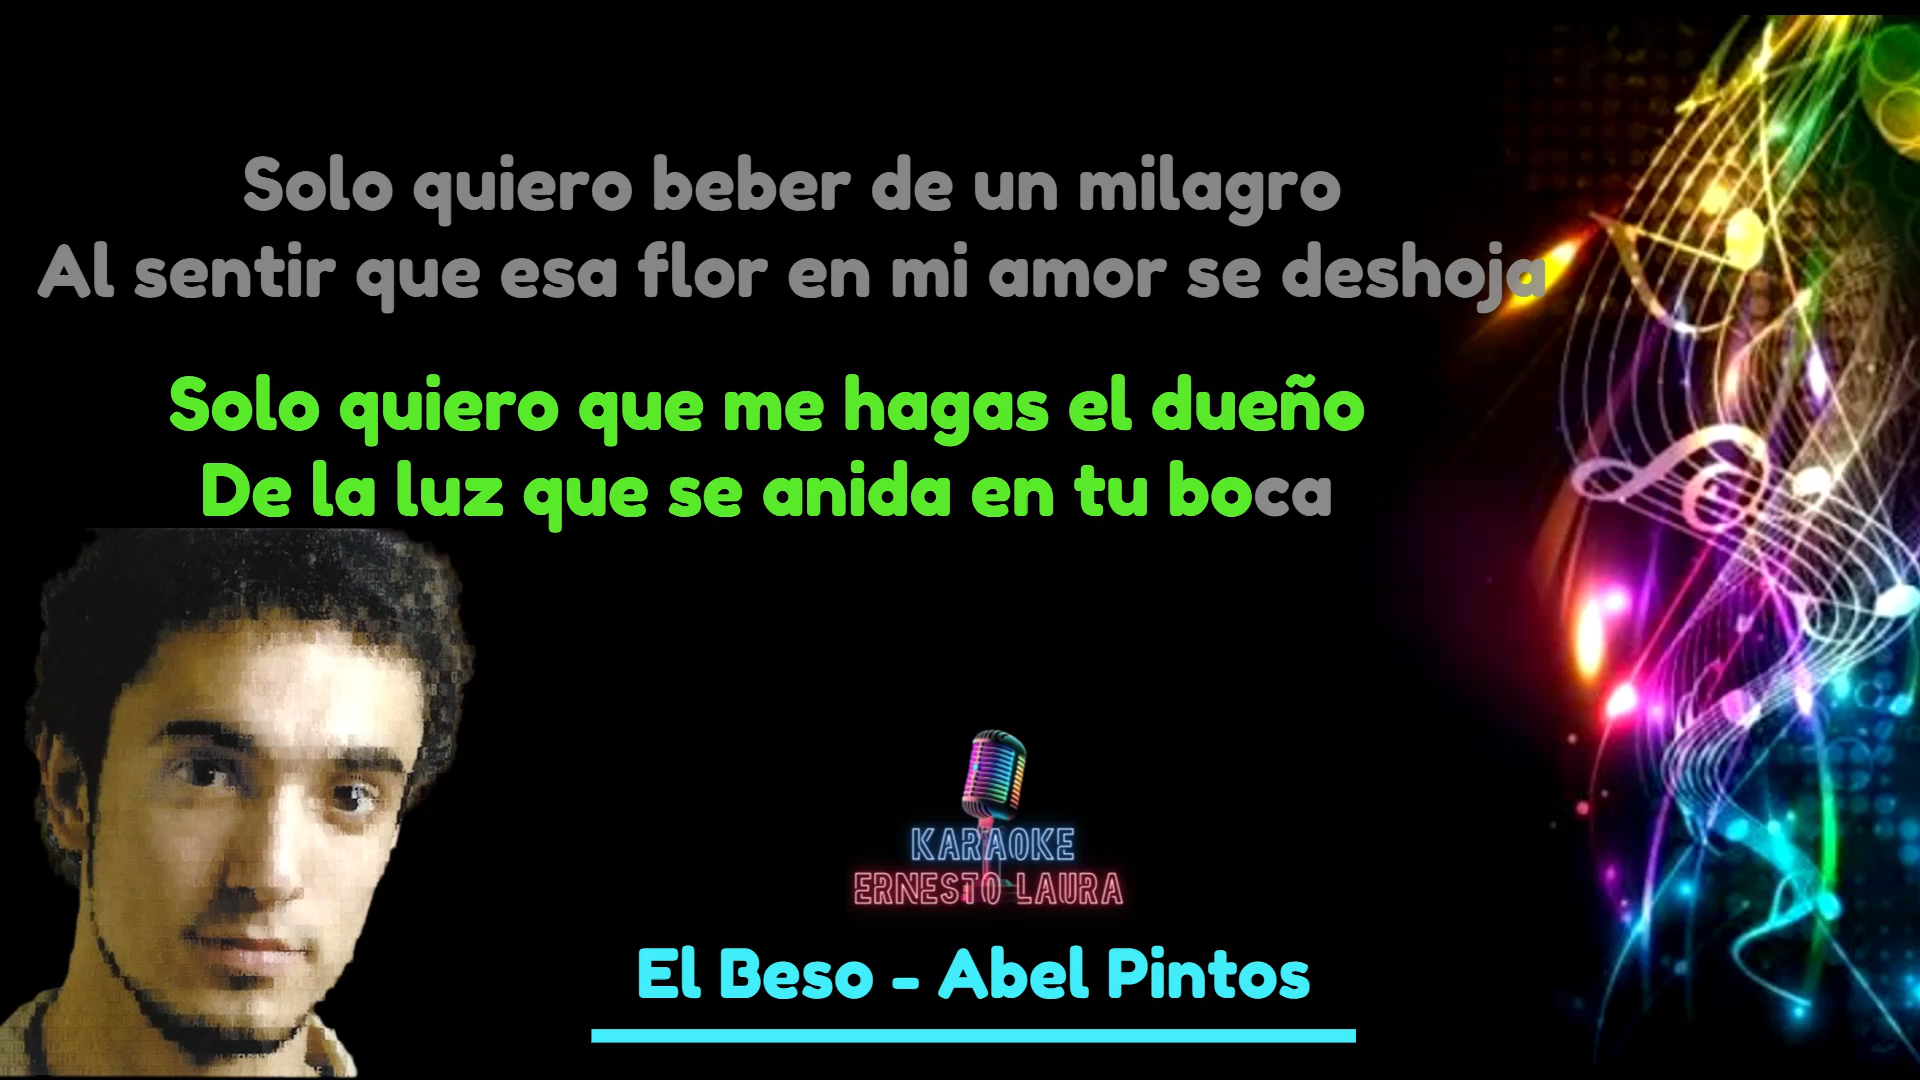 Solo quiero beber de un milagro
Al sentir que esa flor en mi amor se deshoja
Solo quiero que me hagas el dueño
De la luz que se anida en tu boca
KARAOKE
ERNESTO LAURA
El Beso - Abel Pintos